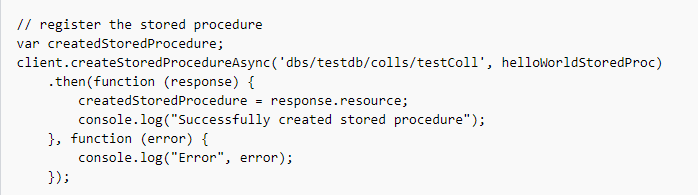 // register the stored procedure
var createdStoredProcedure;
client.createStoredProcedureAsync('dbs/testdb/colls/testColl', helloWorldStoredProc)
    .then(function (response) {
        createdStoredProcedure = response.resource;
        console.log("Successfully created stored procedure");
    }, function (error) {
        console.log("Error", error);
    });